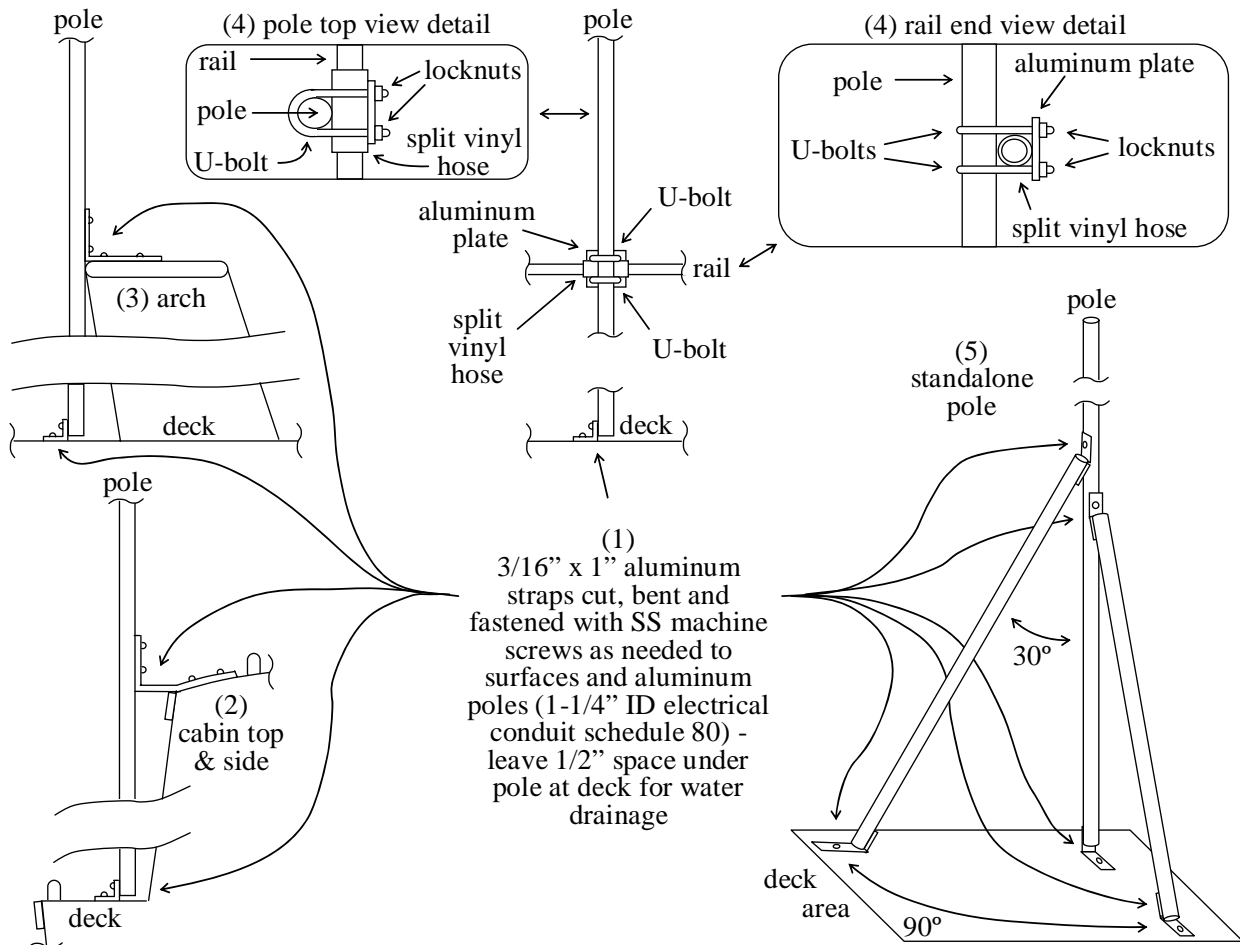 pole
(4) pole top view detail
rail
locknuts
pole
U-bolt
split vinyl
hose
(4) rail end view detail
pole
aluminum plate
U-bolts
locknuts
split vinyl hose
aluminum
plate
U-bolt
rail
split
vinyl
hose
U-bolt
(3) arch
deck
deck
pole
(2)
cabin top
& side
deck
(1)
3/16” x 1” aluminum
straps cut, bent and
fastened with SS machine
screws as needed to
surfaces and aluminum
poles (1-1/4” ID electrical
conduit schedule 80) -
leave 1/2” space under
pole at deck for water
drainage
pole
(5)
standalone
pole
30º
deck
area
90º
pole